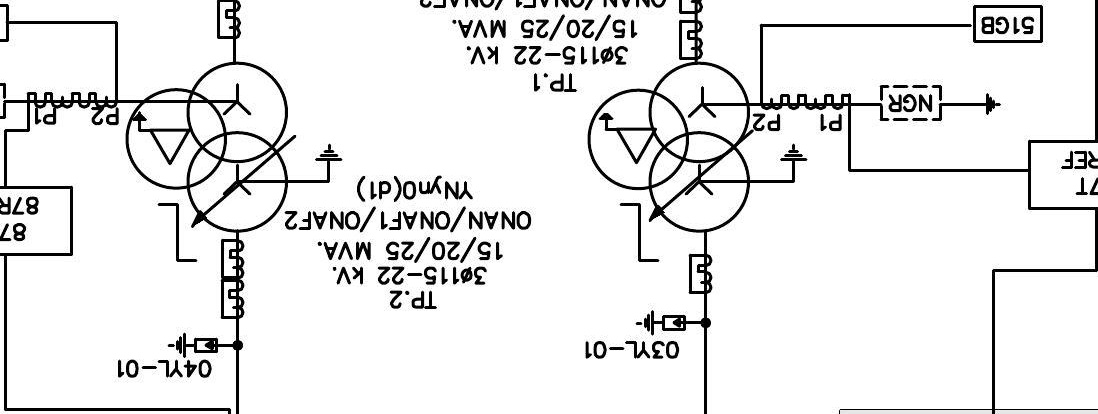 04YL-01
03YL-01
TP.2
3ø115-22 kV.
15/20/25 MVA.
ONAN/ONAF1/ONAF2
YNyn0(d1)
87
87R
7T
REF
P1
P2
P2
P1
NGR
TP.1
3ø115-22 kV.
15/20/25 MVA.
ONAN/ONAF1/ONAF2
51GB